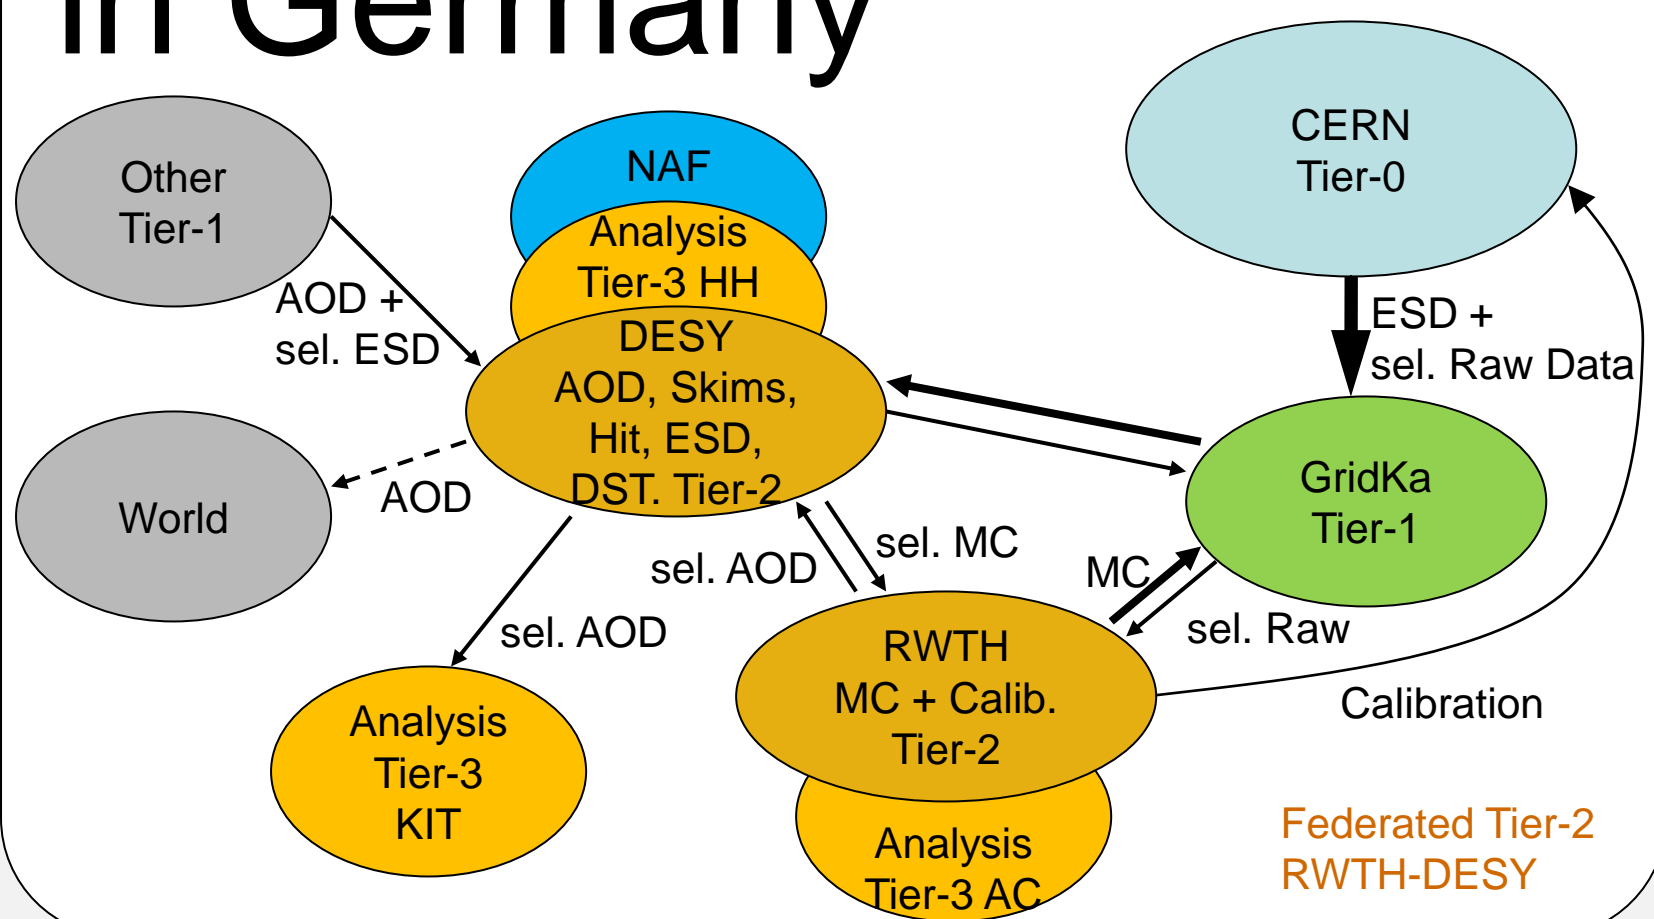 in Germany
Other
Tier-1
NAF
CERN
Tier-0
Analysis
Tier-3 HH
AOD +
sel. ESD
ESD +
sel. Raw Data
DESY
AOD, Skims,
Hit, ESD,
DST. Tier-2
World
AOD
GridKa
Tier-1
sel. AOD
sel. MC
MC
sel. Raw
sel. AOD
RWTH
MC + Calib.
Tier-2
Calibration
Analysis
Tier-3
KIT
Analysis
Tier-3 AC
Federated Tier-2
RWTH-DESY